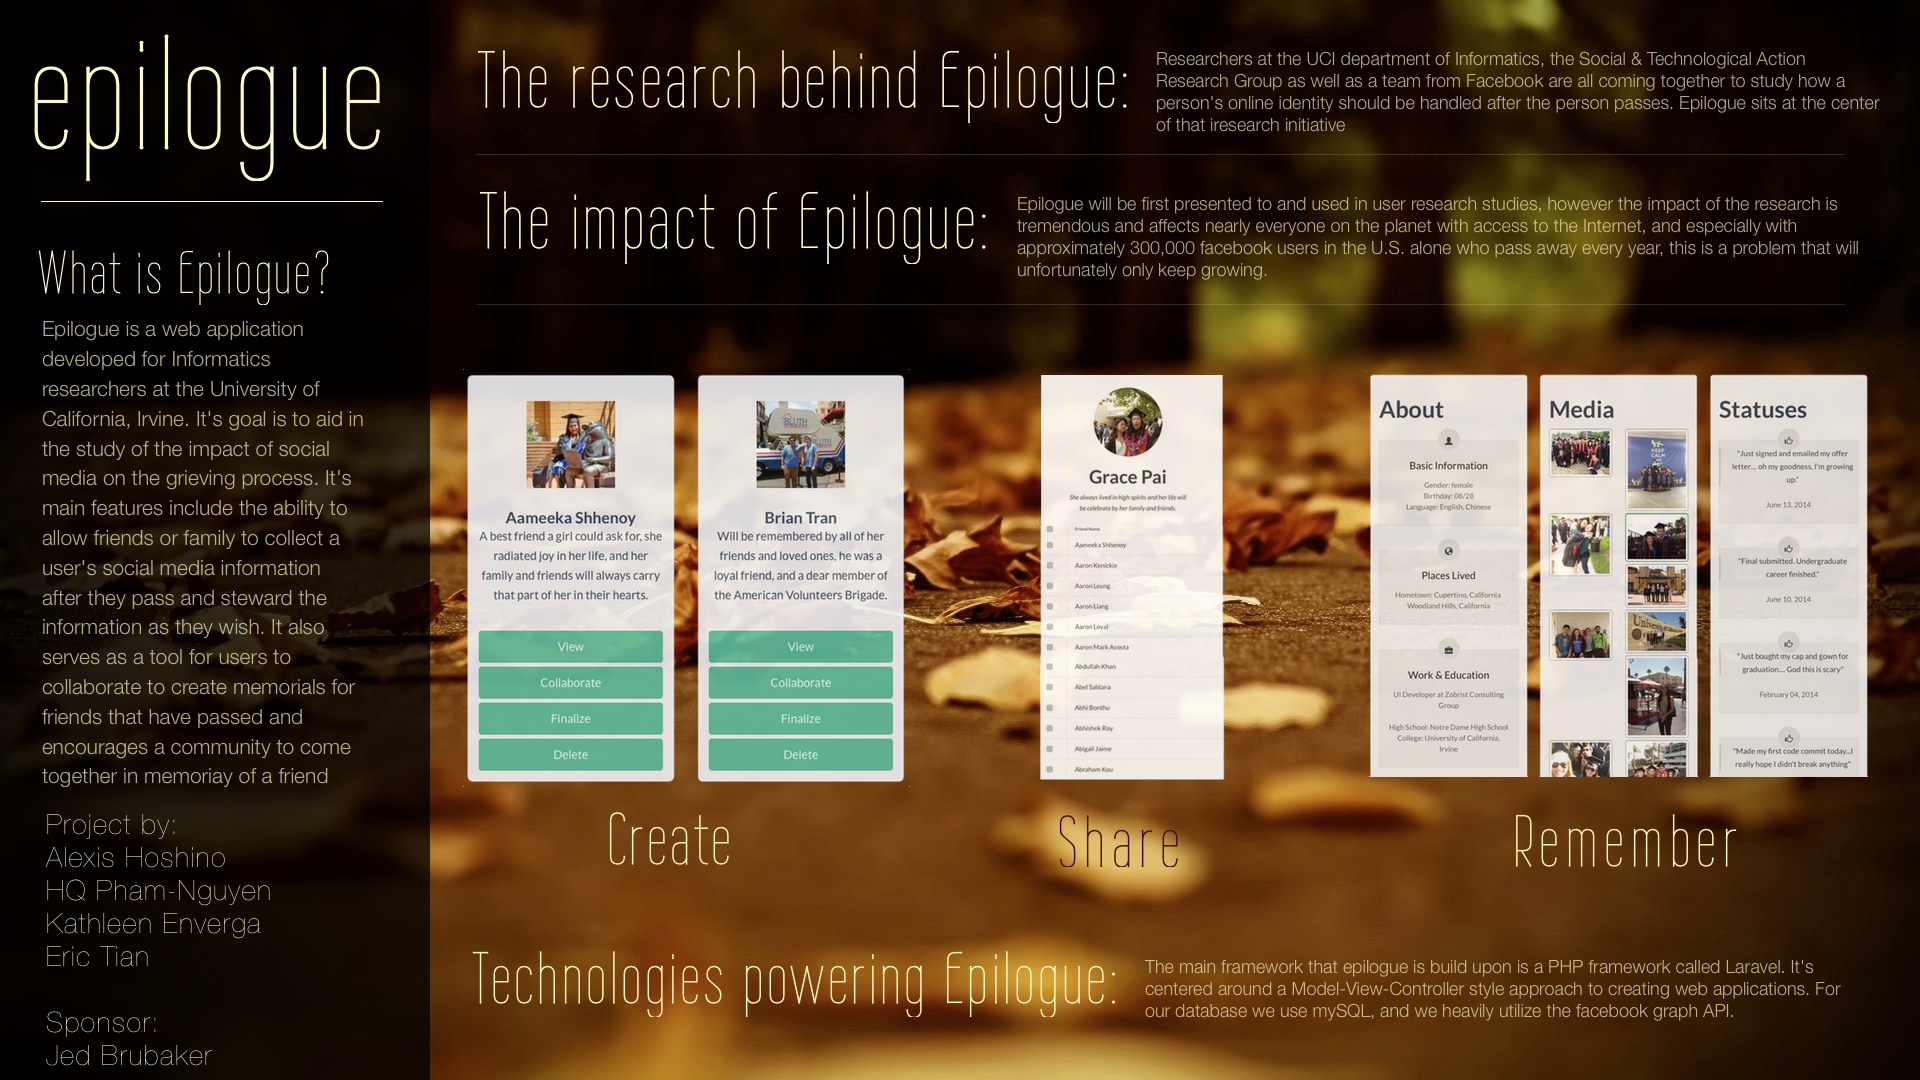 epilogue
What is Epilogue?
Epilogue is a web application
developed for Informatics
researchers at the University of
California, Irvine. It's goal is to aid in
the study of the impact of social
media on the grieving process. It's
main features include the ability to
allow friends or family to collect a
user's social media information
after they pass and steward the
information as they wish. It also
serves as a tool for users to
collaborate to create memorials for
friends that have passed and
encourages a community to come
together in memoriay of a friend
Project by:
Alexis Hoshino
HQ Pham-Nguyen
Kathleen Enverga
Eric Tian
Sponsor:
Jed Brubaker
The research behind Epilogue:
Researchers at the UCI department of Informatics, the Social & Technological Action
Research Group as well as a team from Facebook are all coming together to study how a
person's online identity should be handled after the person passes. Epilogue sits at the center
of that iresearch initiative
The impact of Epilogue:
Epilogue will be first presented to and used in user research studies, however the impact of the research is
tremendous and affects nearly everyone on the planet with access to the Internet, and especially with
approximately 300,000 facebook users in the U.S. alone who pass away every year, this is a problem that will
unfortunately only keep growing.
Aameeka Shhenoy
A best friend a girl could ask for, she
radiated joy in her life, and her
family and friends will always carry
that part of her in their hearts.
View
Collaborate
Finalize
Delete
BLUTH
BLUTH
Brian Tran
Will be remembered by all of her
friends and loved ones, he was a
loyal friend, and a dear member of
the American Volunteers Brigade.
View
Collaborate
Finalize
Delete
Create
Grace Pai
She always lived in high spirits and her life will
be celebrate by her family and friends.
Friend Name
Aameeka Shhenoy
Aaron Kenickie
Aaron Leung
Aaron Liang
Aaron Loyal
Aaron Mark Acosta
Abdullah Khan
Abel Saldana
Abhi Bonthu
Abhishek Roy
Abigail Jaime
Abraham Kou
Share
About
Basic Information
Gender: female
Birthday: 08/28
Language: English, Chinese
Places Lived
Hometown: Cupertino, California
Woodland Hills, California
Work & Education
UI Developer at Zobrist Consulting
Group
High School: Notre Dame High School
College: University of California,
Irvine
Media
KEEP
CALM
Statuses
"Just signed and emailed my offer
letter... oh my goodness, I'm growing
up."
June 13, 2014
"Final submitted. Undergraduate
career finished."
June 10, 2014
"Just bought my cap and gown for
graduation.... God this is scary"
February 04, 2014
"Made my first code commit today...I
really hope I didn't break anything"
Remember
Technologies powering Epilogue:
The main framework that epilogue is build upon is a PHP framework called Laravel. It's
centered around a Model-View-Controller style approach to creating web applications. For
our database we use mySQL, and we heavily utilize the facebook graph API.